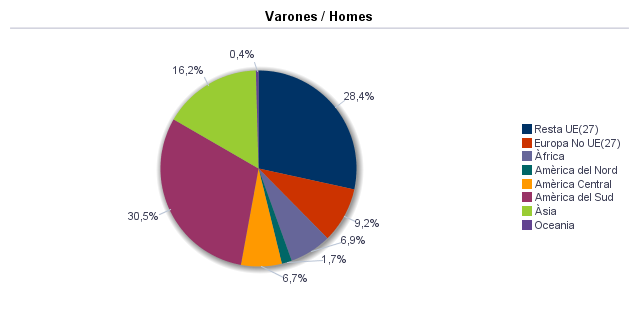 Varones / Homes
0,4%
16,2%
28,4%
30,5%
9,2%
6,9%
1,7%
6,7%
Resta UE(27)
Europa No UE(27)
Àfrica
Amèrica del Nord
Amèrica Central
Amèrica del Sud
Àsia
Oceania